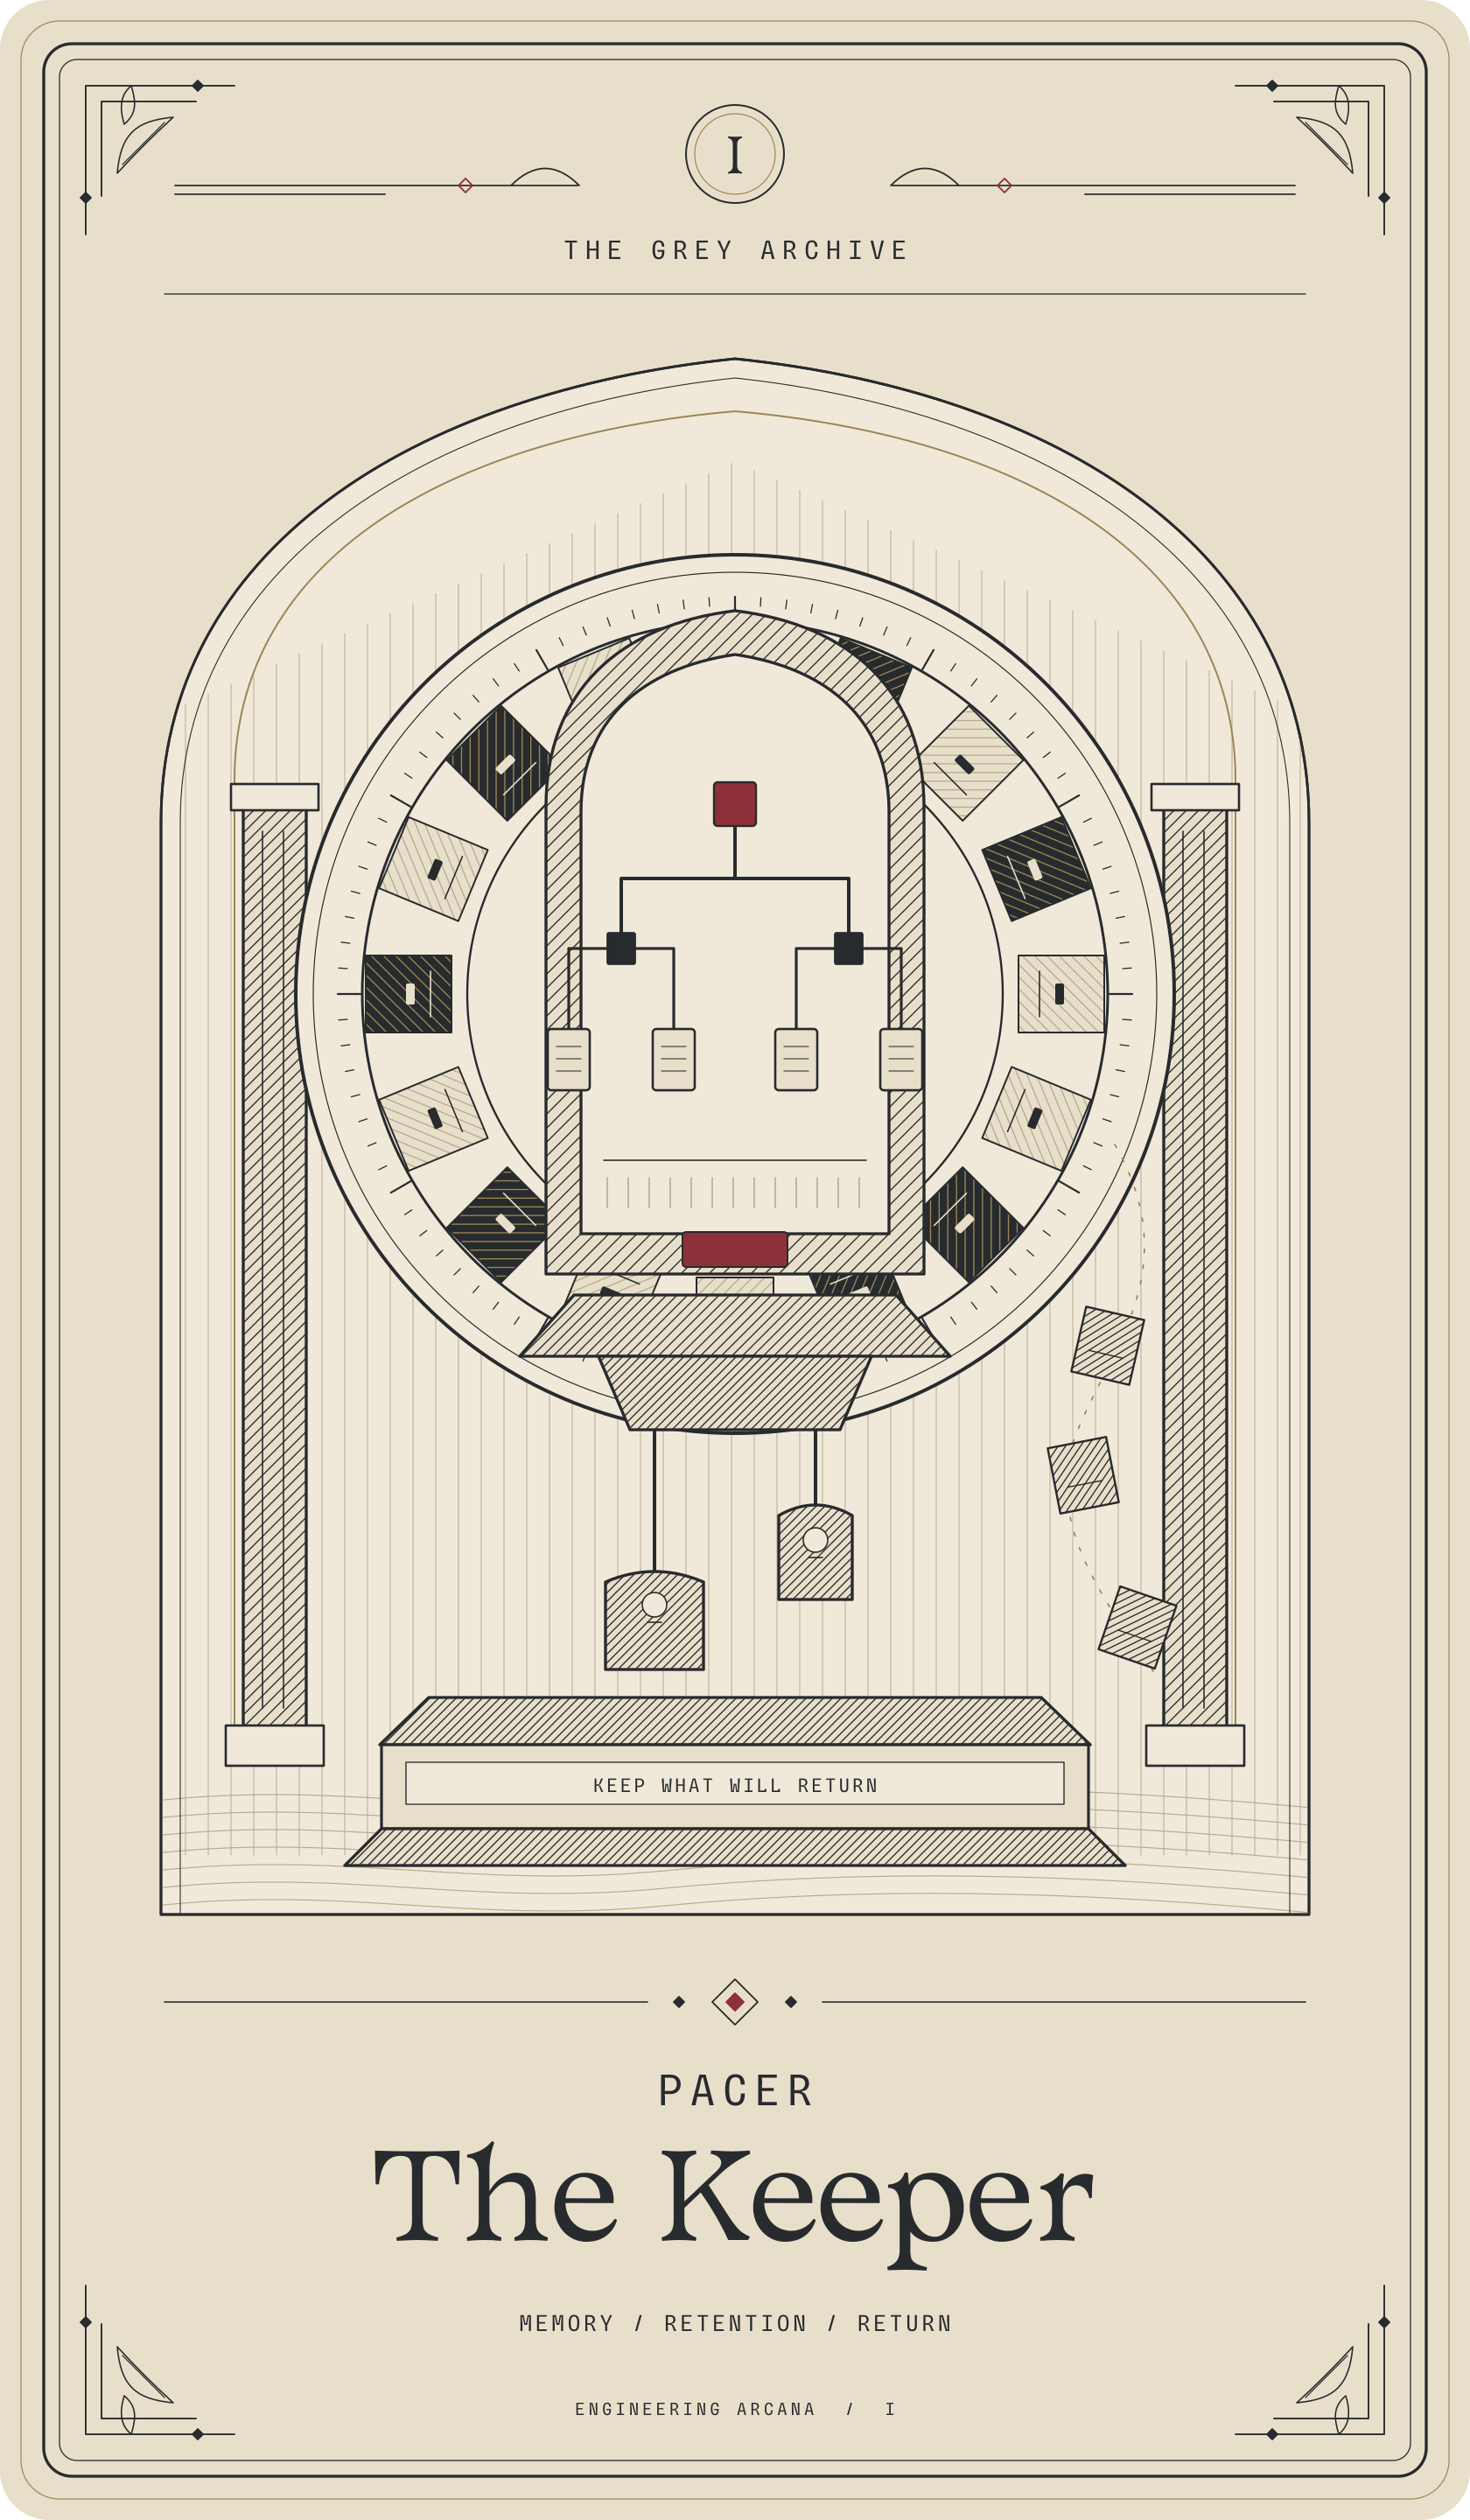 I
THE GREY ARCHIVE
KEEP WHAT WILL RETURN
PACER
The Keeper
MEMORY / RETENTION / RETURN
ENGINEERING ARCANA / I